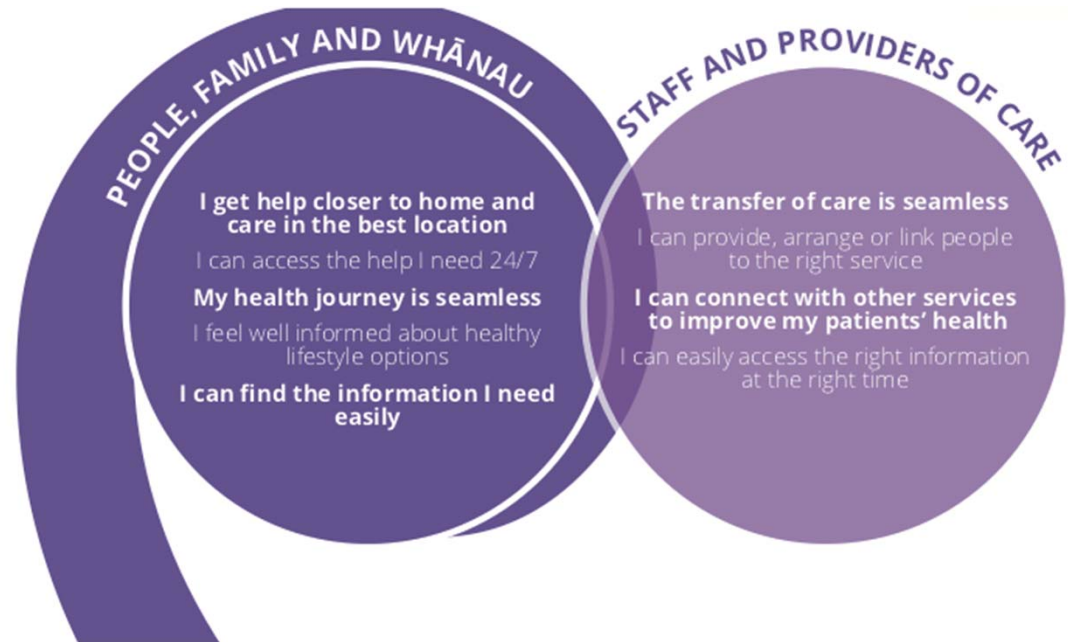 PEOPLE, FAMILY AND WHĀNAU
I get help closer to home and
care in the best location
I can access the help I need 24/7
My health journey is seamless
I feel well informed about healthy
lifestyle options
I can find the information I need
easily
STAFF AND PROVIDERS OF CARE
The transfer of care is seamless
I can provide, arrange or link people
to the right service
I can connect with other services
to improve my patients’ health
I can easily access the right information
at the right time